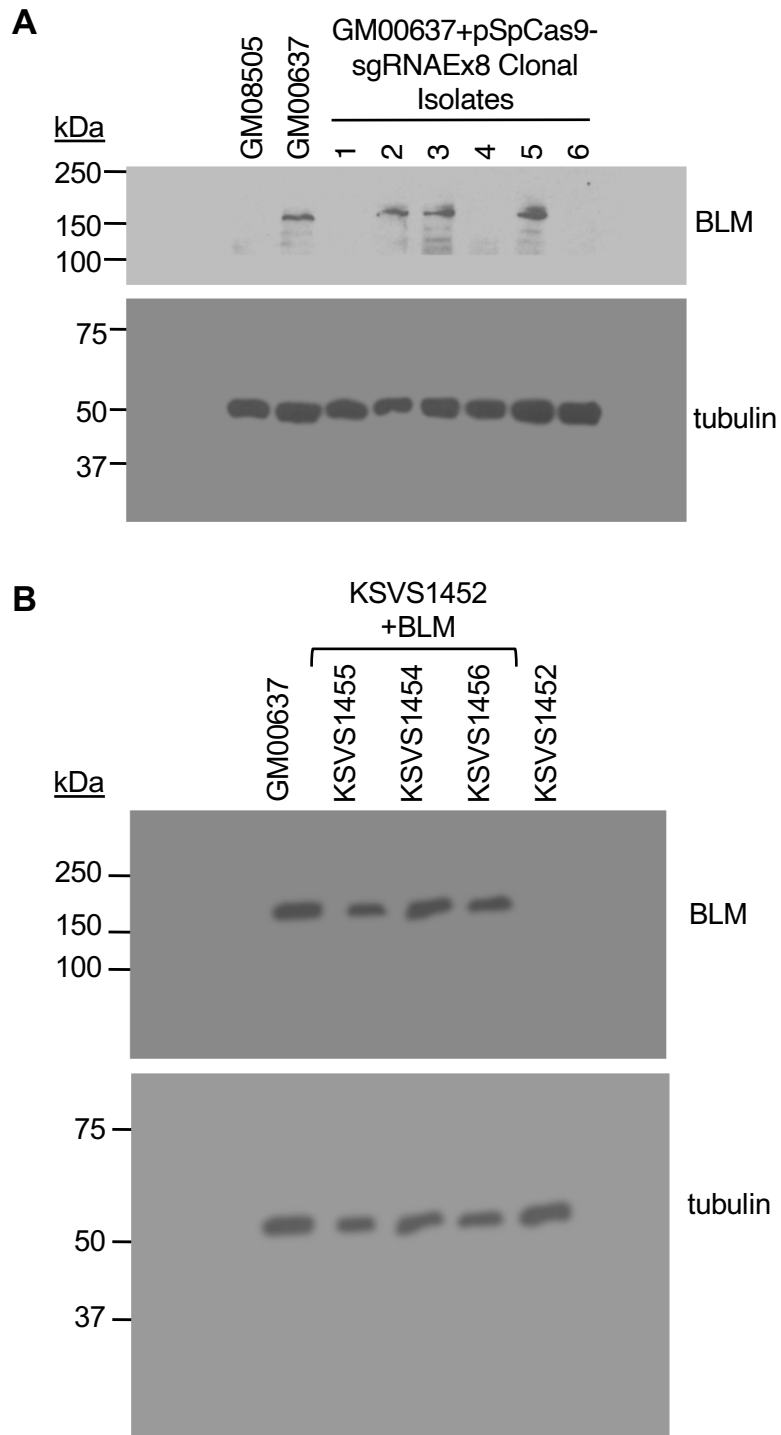 A
GM00637+pSpCas9-
sgRNAEx8 Clonal
Isolates
kDa
GM08505
GM00637
1
2
3
4
5
6
250
150
100
BLM
75
50
37
tubulin
B
KSVS1452
+BLM
kDa
GM00637
KSVS1455
KSVS1454
KSVS1456
KSVS1452
250
150
100
BLM
75
50
37
tubulin